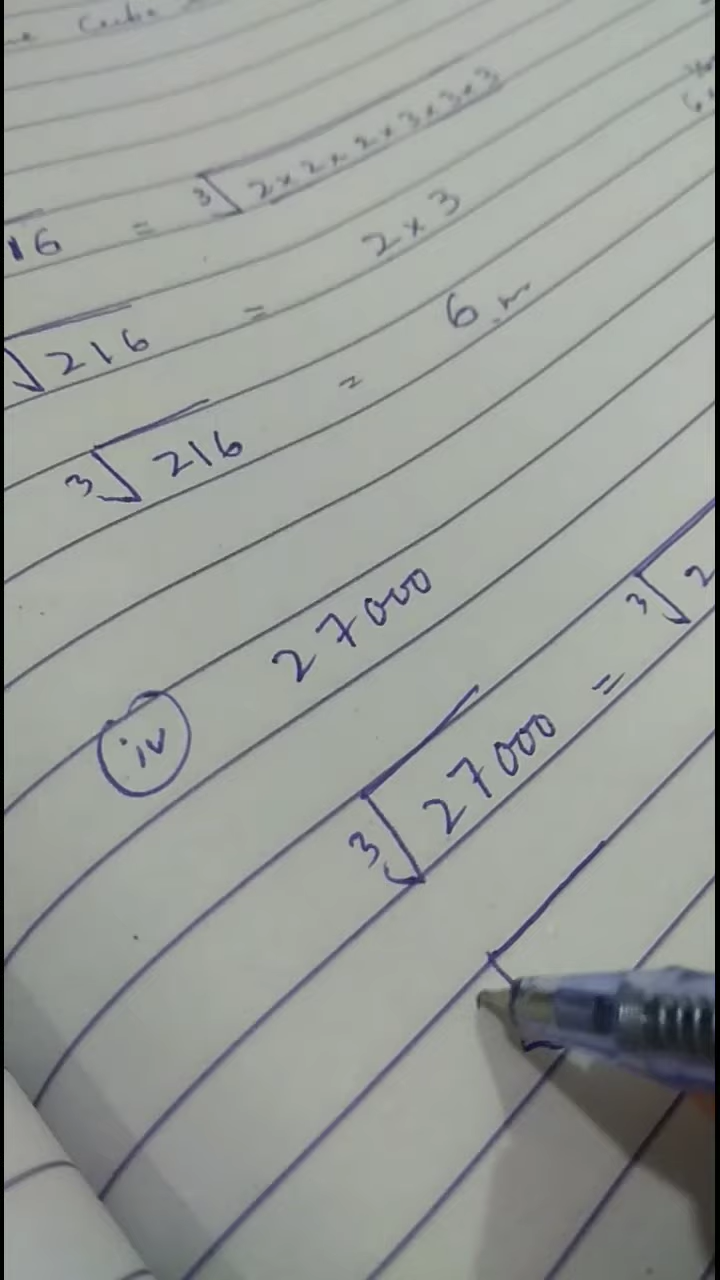 16 = ∛2×2×2×3×3×3
√216 = 2×3
∛216 = 6
iv 27000
∛27000 = ∛2